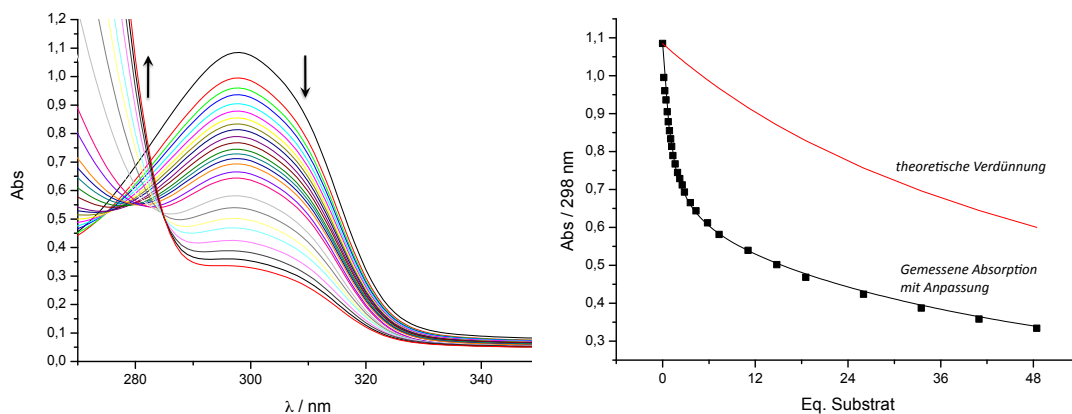 1,2
1,1
1,0
0,9
0,8
0,7
0,6
0,5
0,4
0,3
0,2
0,1
0,0
Abs
280 300 320 340
λ / nm
1,1
1,0
0,9
0,8
0,7
0,6
0,5
0,4
0,3
Abs / 298 nm
theoretische Verdünnung
Gemessene Absorption
mit Anpassung
0 12 24 36 48
Eq. Substrat